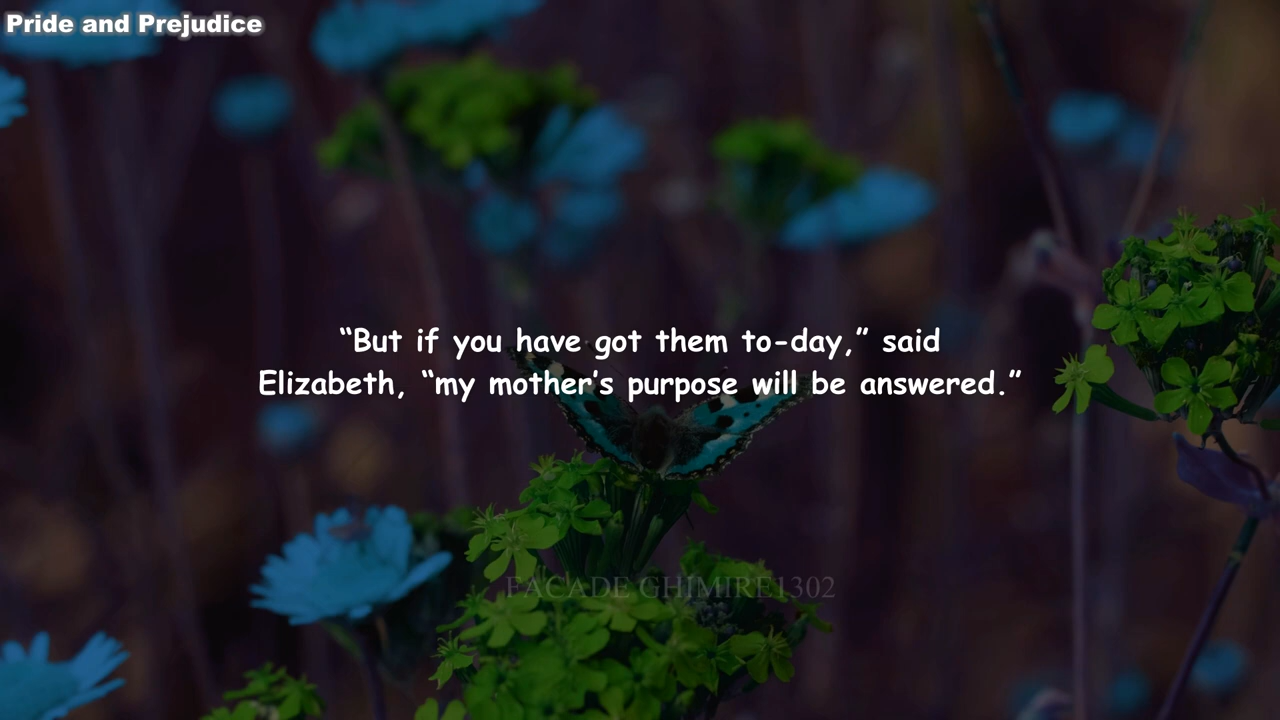 Pride and Prejudice
“But if you have got them to-day,” said
Elizabeth, “my mother’s purpose will be answered.”
FACADE GHIMIRE1302